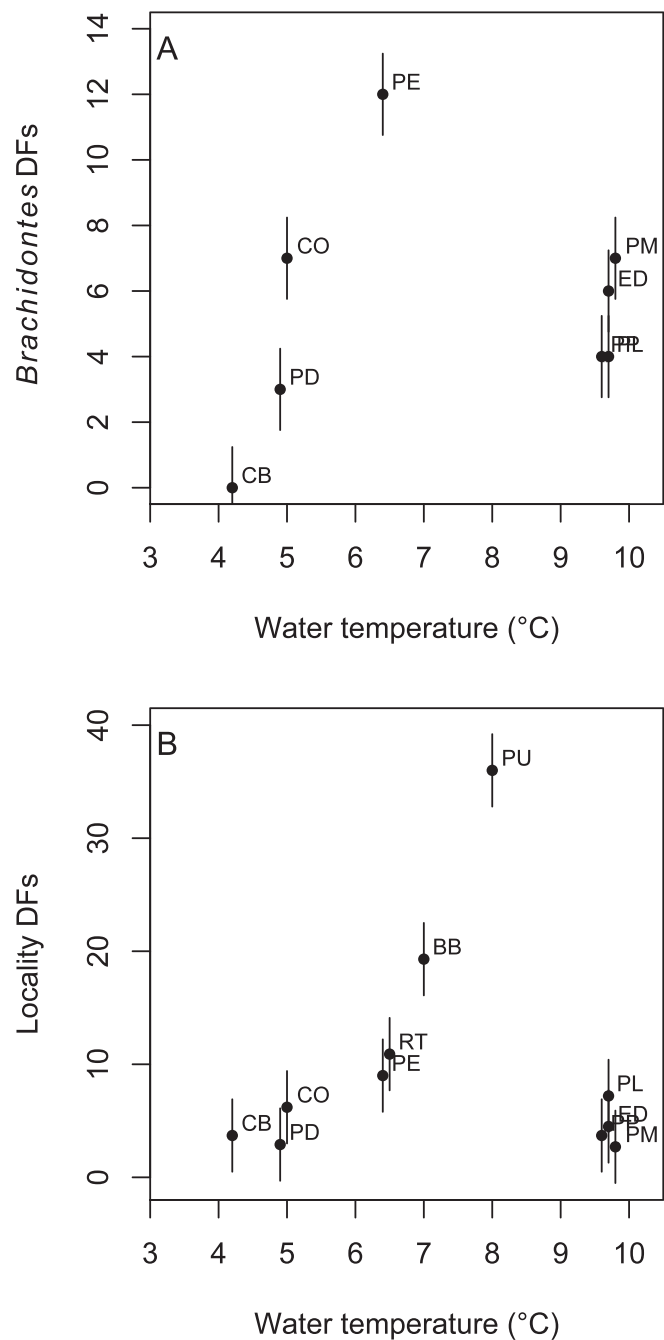 A
14
12
10
8
6
4
2
0
Brachidontes DFs
PE
CO
PM
ED
PL
PD
CB
3 4 5 6 7 8 9 10
Water temperature (°C)
B
40
30
20
10
0
Locality DFs
PU
BB
RT
PE
PL
CO
ED
CB
PD
PP
PM
3 4 5 6 7 8 9 10
Water temperature (°C)